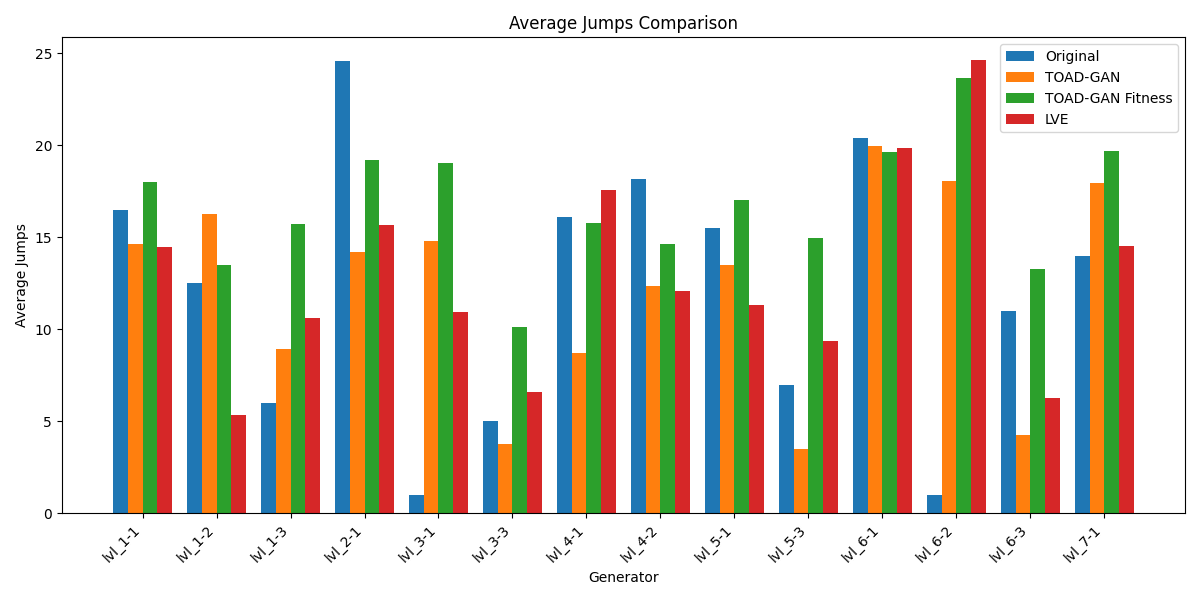 Average Jumps Comparison
Original
TOAD-GAN
TOAD-GAN Fitness
LVE
Average Jumps
25
20
15
10
5
0
lvl_1-1
lvl_1-2
lvl_1-3
lvl_2-1
lvl_3-1
lvl_3-3
lvl_4-1
lvl_4-2
lvl_5-1
lvl_5-3
lvl_6-1
lvl_6-2
lvl_6-3
lvl_7-1
Generator